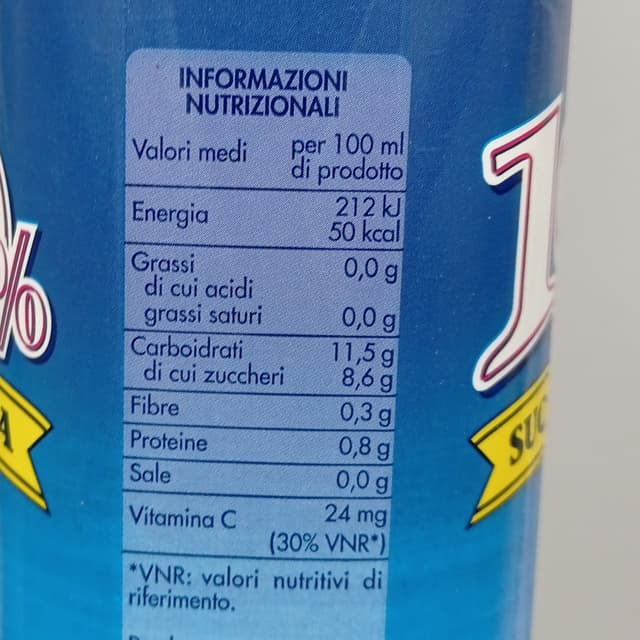 INFORMAZIONI
NUTRIZIONALI
Valori medi per 100 ml
di prodotto
Energia 212 kJ
50 kcal
Grassi 0,0 g
di cui acidi
grassi saturi 0,0 g
Carboidrati 11,5 g
di cui zuccheri 8,6 g
Fibre 0,3 g
Proteine 0,8 g
Sale 0,0 g
Vitamina C 24 mg
(30% VNR*)
*VNR: valori nutritivi di
riferimento.
%
A
1
SUC